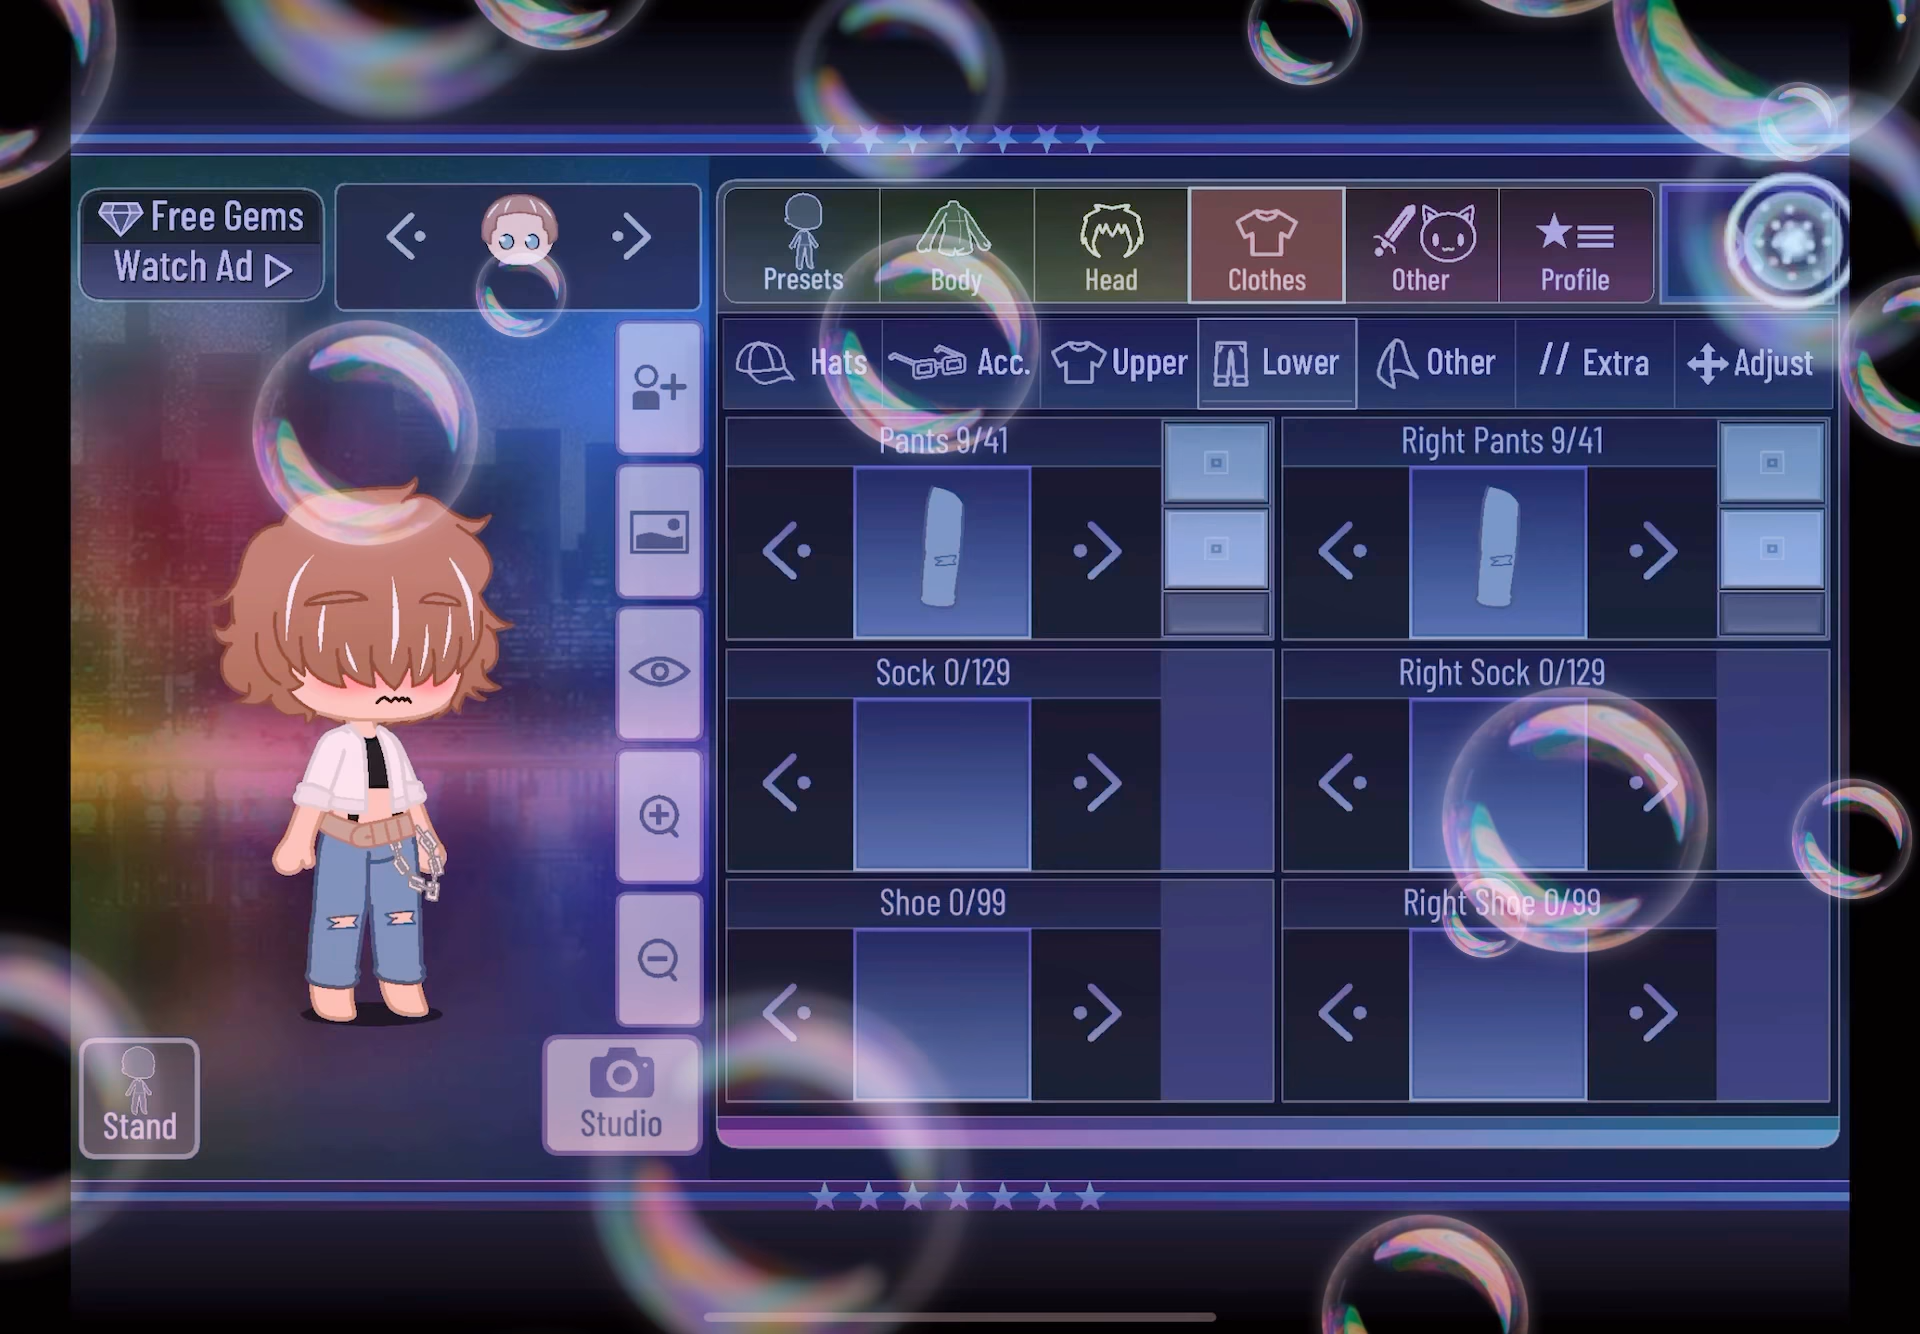 Free Gems
Watch Ad
Presets
Body
Head
Clothes
Other
Profile
Hats
Acc.
Upper
Lower
Other
Extra
Adjust
Pants 9/41
Right Pants 9/41
Sock 0/129
Right Sock 0/129
Shoe 0/99
Right Shoe 0/99
Stand
Studio